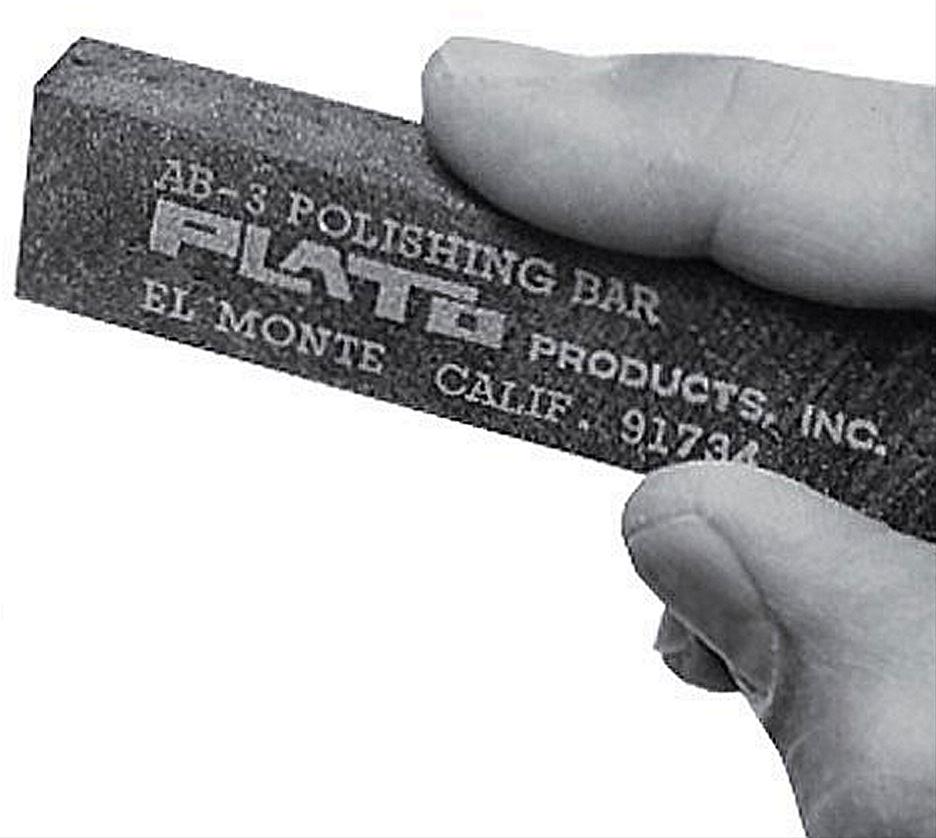 AB-3 POLISHING BAR
PLATO PRODUCTS, INC.
EL MONTE CALIF. 91734